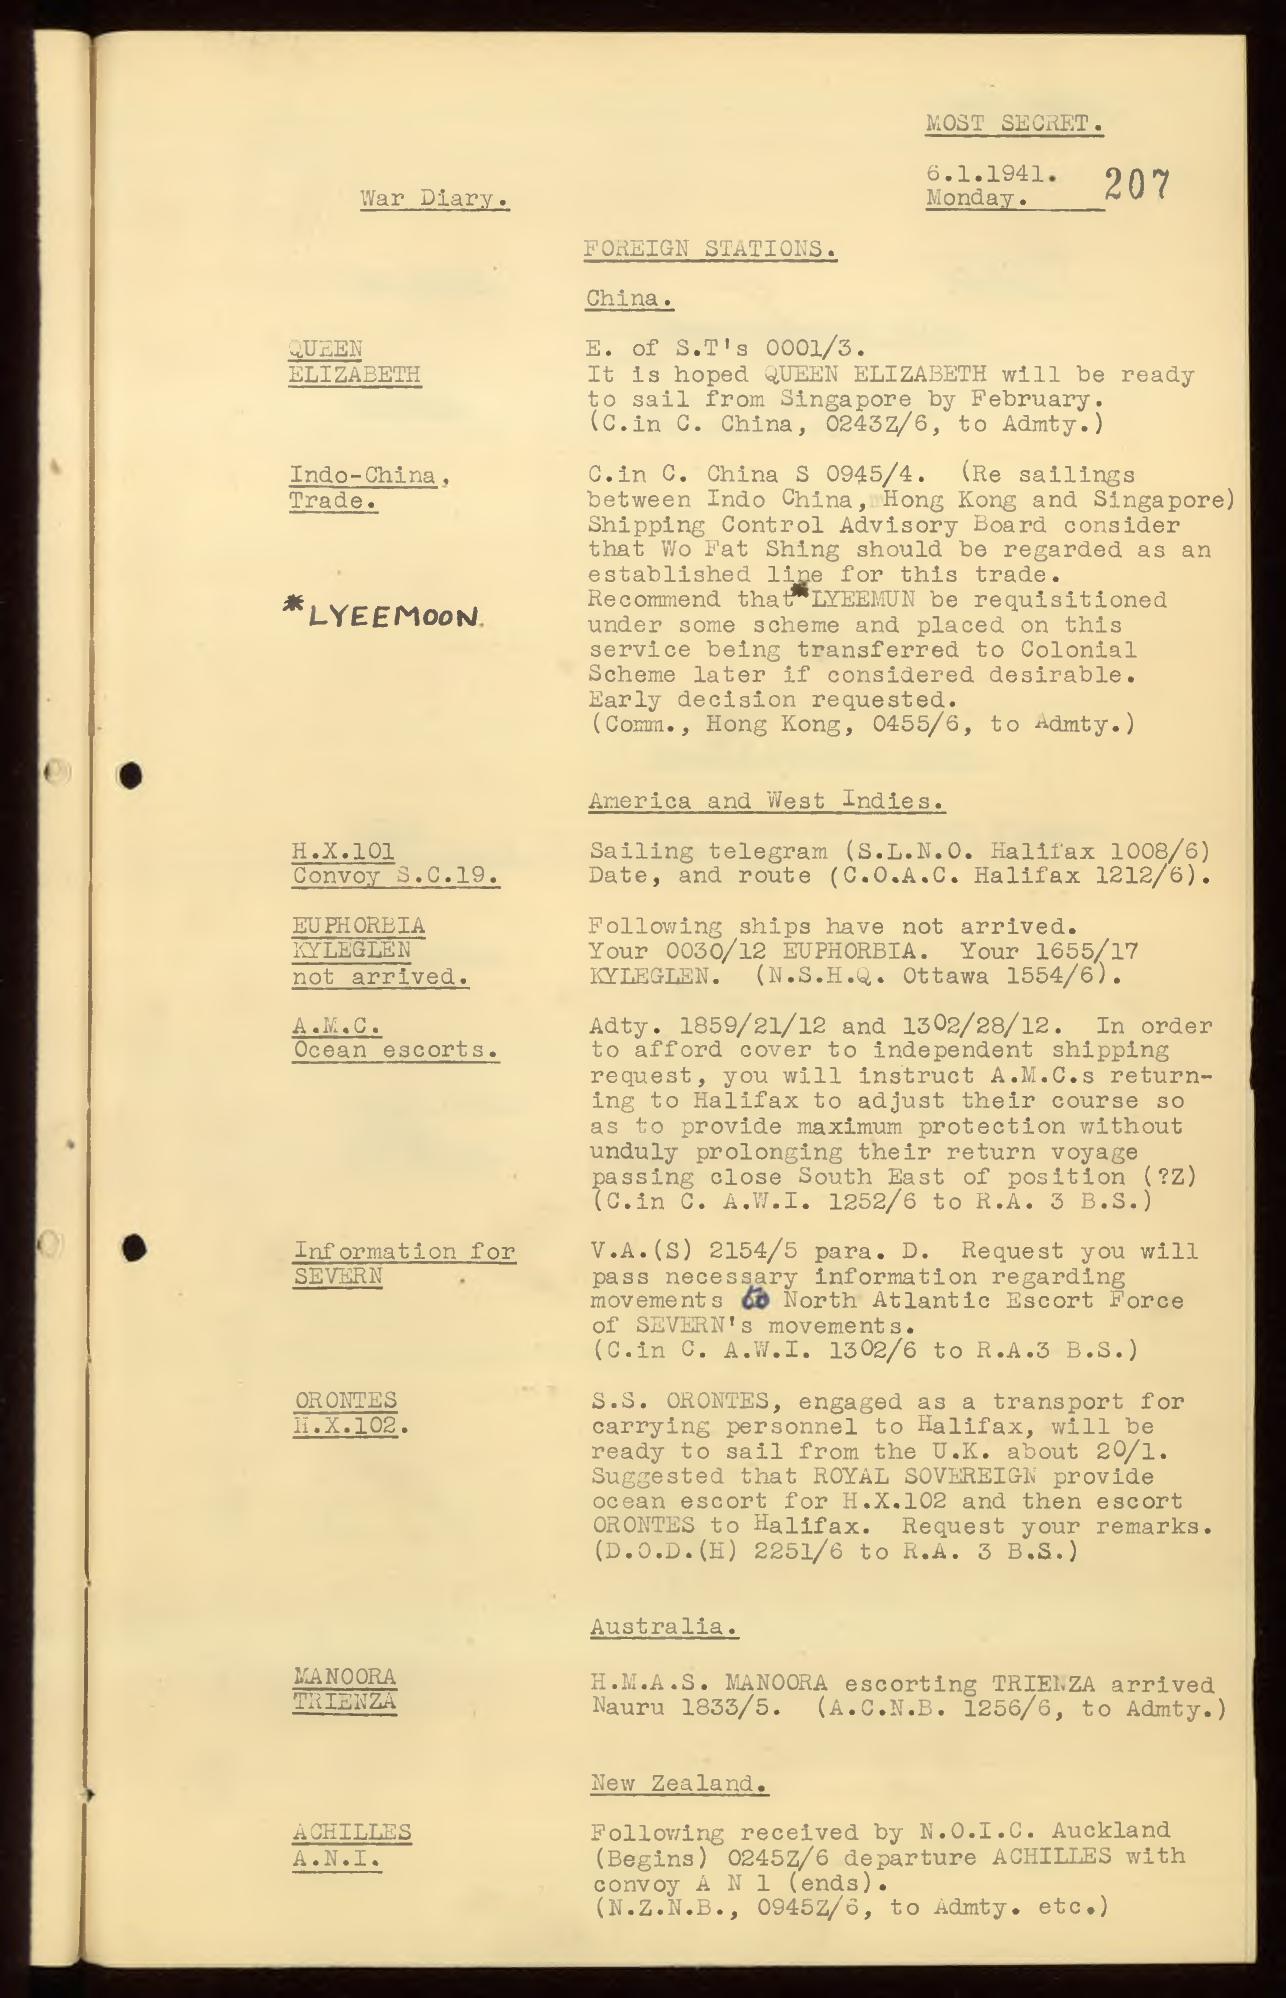 MOST SECRET.
6.1.1941. 207
War Diary. Monday.
FOREIGN STATIONS.
China.
QUEEN
ELIZABETH
E. of S.T's 0001/3.
It is hoped QUEEN ELIZABETH will be ready
to sail from Singapore by February.
(C.in C. China, 0243Z/6, to Admty.)
Indo-China,
Trade.
C.in C. China S 0945/4. (Re sailings
between Indo China, Hong Kong and Singapore)
Shipping Control Advisory Board consider
that Wo Fat Shing should be regarded as an
established line for this trade.
*LYEEMOON.
Recommend that *LYEEMUN be requisitioned
under some scheme and placed on this
service being transferred to Colonial
Scheme later if considered desirable.
Early decision requested.
(Comm., Hong Kong, 0455/6, to Admty.)
America and West Indies.
H.X.101
Convoy S.C.19.
Sailing telegram (S.L.N.O. Halifax 1008/6)
Date, and route (C.O.A.C. Halifax 1212/6).
EUPHORBIA
KYLEGLEN
not arrived.
Following ships have not arrived.
Your 0030/12 EUPHORBIA. Your 1655/17
KYLEGLEN. (N.S.H.Q. Ottawa 1554/6).
A.M.C.
Ocean escorts.
Adty. 1859/21/12 and 1302/28/12. In order
to afford cover to independent shipping
request, you will instruct A.M.C.s return-
ing to Halifax to adjust their course so
as to provide maximum protection without
unduly prolonging their return voyage
passing close South East of position (?Z)
(C.in C. A.W.I. 1252/6 to R.A. 3 B.S.)
Information for
SEVERN
V.A.(S) 2154/5 para. D. Request you will
pass necessary information regarding
movements to North Atlantic Escort Force
of SEVERN's movements.
(C.in C. A.W.I. 1302/6 to R.A.3 B.S.)
ORONTES
H.X.102.
S.S. ORONTES, engaged as a transport for
carrying personnel to Halifax, will be
ready to sail from the U.K. about 20/1.
Suggested that ROYAL SOVEREIGN provide
ocean escort for H.X.102 and then escort
ORONTES to Halifax. Request your remarks.
(D.O.D.(H) 2251/6 to R.A. 3 B.S.)
Australia.
MANOORA
TRIENZA
H.M.A.S. MANOORA escorting TRIENZA arrived
Nauru 1833/5. (A.C.N.B. 1256/6, to Admty.)
New Zealand.
ACHILLES
A.N.I.
Following received by N.O.I.C. Auckland
(Begins) 0245Z/6 departure ACHILLES with
convoy A N 1 (ends).
(N.Z.N.B., 0945Z/6, to Admty. etc.)